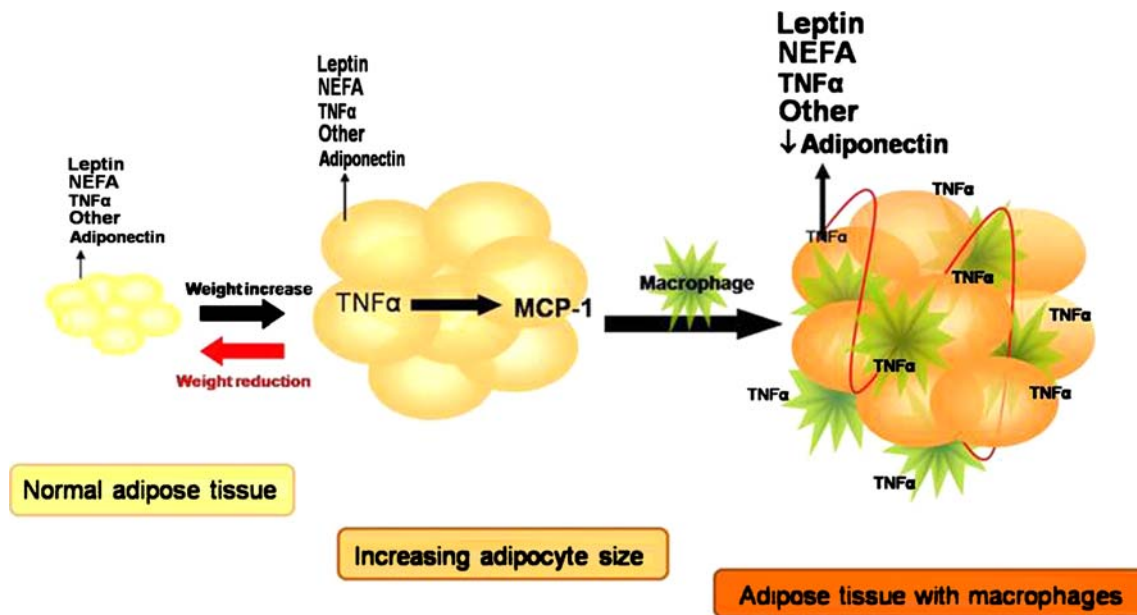 Leptin
NEFA
TNFα
Other
Adiponectin
Weight increase
Weight reduction
Normal adipose tissue
Leptin
NEFA
TNFα
Other
Adiponectin
TNFα
MCP-1
Increasing adipocyte size
Macrophage
Leptin
NEFA
TNFα
Other
↓ Adiponectin
TNFα
TNFα
TNFα
TNFα
TNFα
TNFα
TNFα
TNFα
Adipose tissue with macrophages